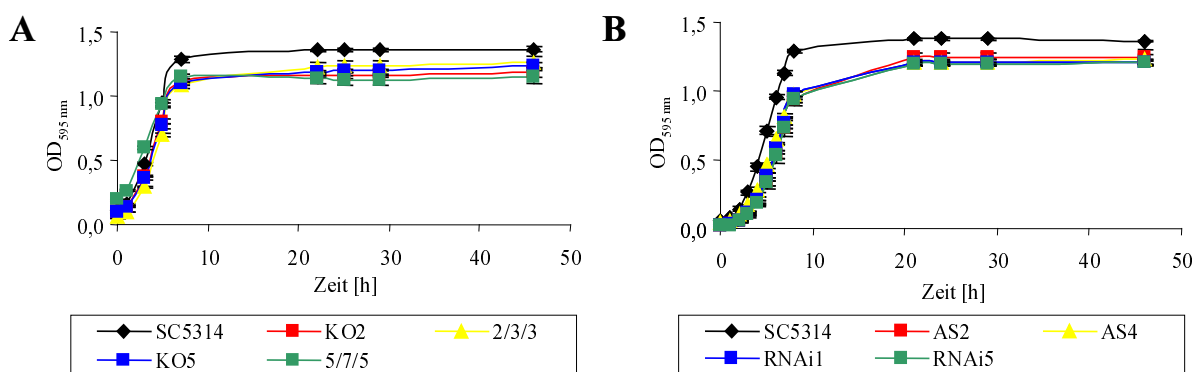 A
1,5
1,0
0,5
0,0
OD595 nm
0 10 20 30 40 50
Zeit [h]
SC5314 KO2 2/3/3
KO5 5/7/5
B
1,5
1,0
0,5
0,0
OD595 nm
0 10 20 30 40 50
Zeit [h]
SC5314 AS2 AS4
RNAi1 RNAi5